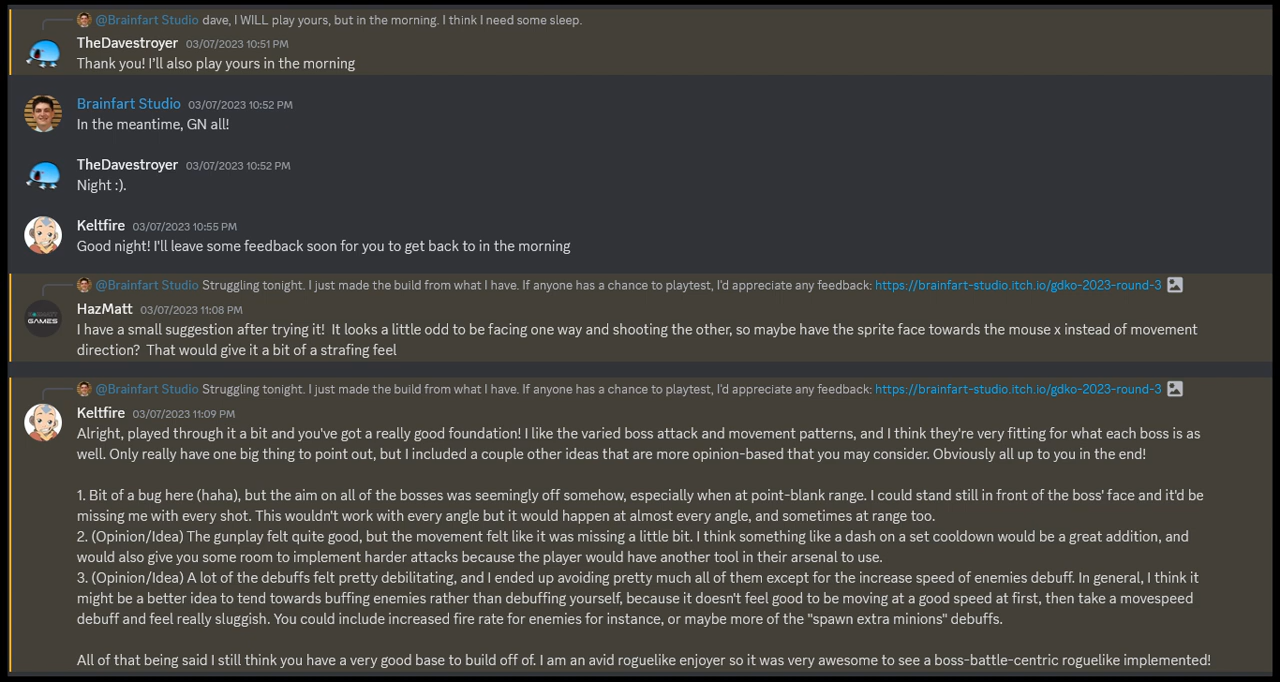 @Brainfart Studio dave, I WILL play yours, but in the morning. I think I need some sleep.
TheDavestroyer 03/07/2023 10:51 PM
Thank you! I'll also play yours in the morning
Brainfart Studio 03/07/2023 10:52 PM
In the meantime, GN all!
TheDavestroyer 03/07/2023 10:52 PM
Night :).
Keltfire 03/07/2023 10:55 PM
Good night! I'll leave some feedback soon for you to get back to in the morning
@Brainfart Studio Struggling tonight. I just made the build from what I have. If anyone has a chance to playtest, I'd appreciate any feedback: https://brainfart-studio.itch.io/gdko-2023-round-3
HazMatt 03/07/2023 11:08 PM
HAZMATT
GAMES
I have a small suggestion after trying it!  It looks a little odd to be facing one way and shooting the other, so maybe have the sprite face towards the mouse x instead of movement
direction?  That would give it a bit of a strafing feel
@Brainfart Studio Struggling tonight. I just made the build from what I have. If anyone has a chance to playtest, I'd appreciate any feedback: https://brainfart-studio.itch.io/gdko-2023-round-3
Keltfire 03/07/2023 11:09 PM
Alright, played through it a bit and you've got a really good foundation! I like the varied boss attack and movement patterns, and I think they're very fitting for what each boss is as
well. Only really have one big thing to point out, but I included a couple other ideas that are more opinion-based that you may consider. Obviously all up to you in the end!
1. Bit of a bug here (haha), but the aim on all of the bosses was seemingly off somehow, especially when at point-blank range. I could stand still in front of the boss' face and it'd be
missing me with every shot. This wouldn't work with every angle but it would happen at almost every angle, and sometimes at range too.
2. (Opinion/Idea) The gunplay felt quite good, but the movement felt like it was missing a little bit. I think something like a dash on a set cooldown would be a great addition, and
would also give you some room to implement harder attacks because the player would have another tool in their arsenal to use.
3. (Opinion/Idea) A lot of the debuffs felt pretty debilitating, and I ended up avoiding pretty much all of them except for the increase speed of enemies debuff. In general, I think it
might be a better idea to tend towards buffing enemies rather than debuffing yourself, because it doesn't feel good to be moving at a good speed at first, then take a movespeed
debuff and feel really sluggish. You could include increased fire rate for enemies for instance, or maybe more of the "spawn extra minions" debuffs.
All of that being said I still think you have a very good base to build off of. I am an avid roguelike enjoyer so it was very awesome to see a boss-battle-centric roguelike implemented!